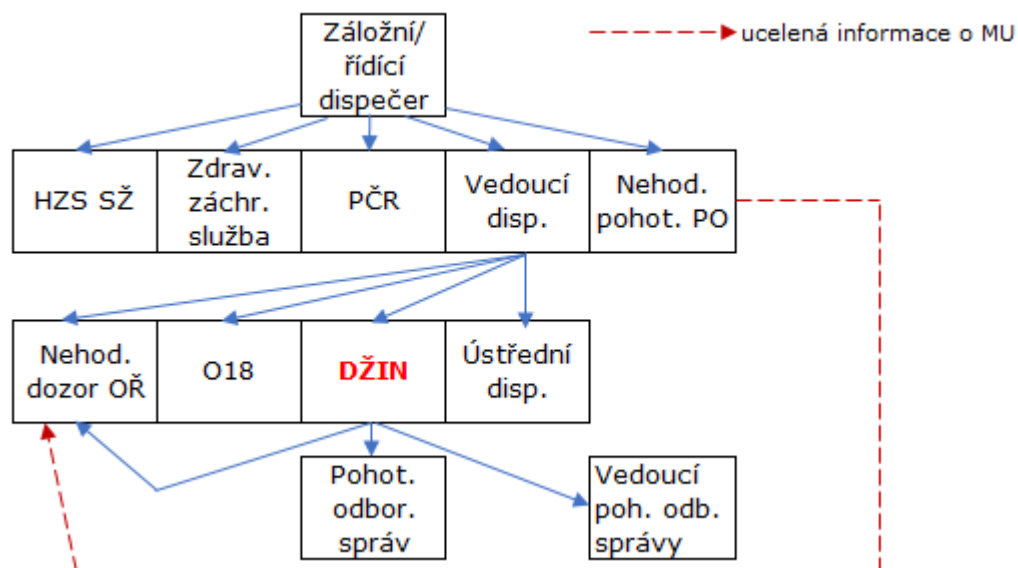 Záložní/
řídící
dispečer
ucelená informace o MU
HZS SŽ
Zdrav.
záchr.
služba
PČR
Vedoucí
disp.
Nehod.
pohot. PO
Nehod.
dozor OŘ
O18
DŽIN
Ústřední
disp.
Pohot.
odbor.
správ
Vedoucí
poh. odb.
správy